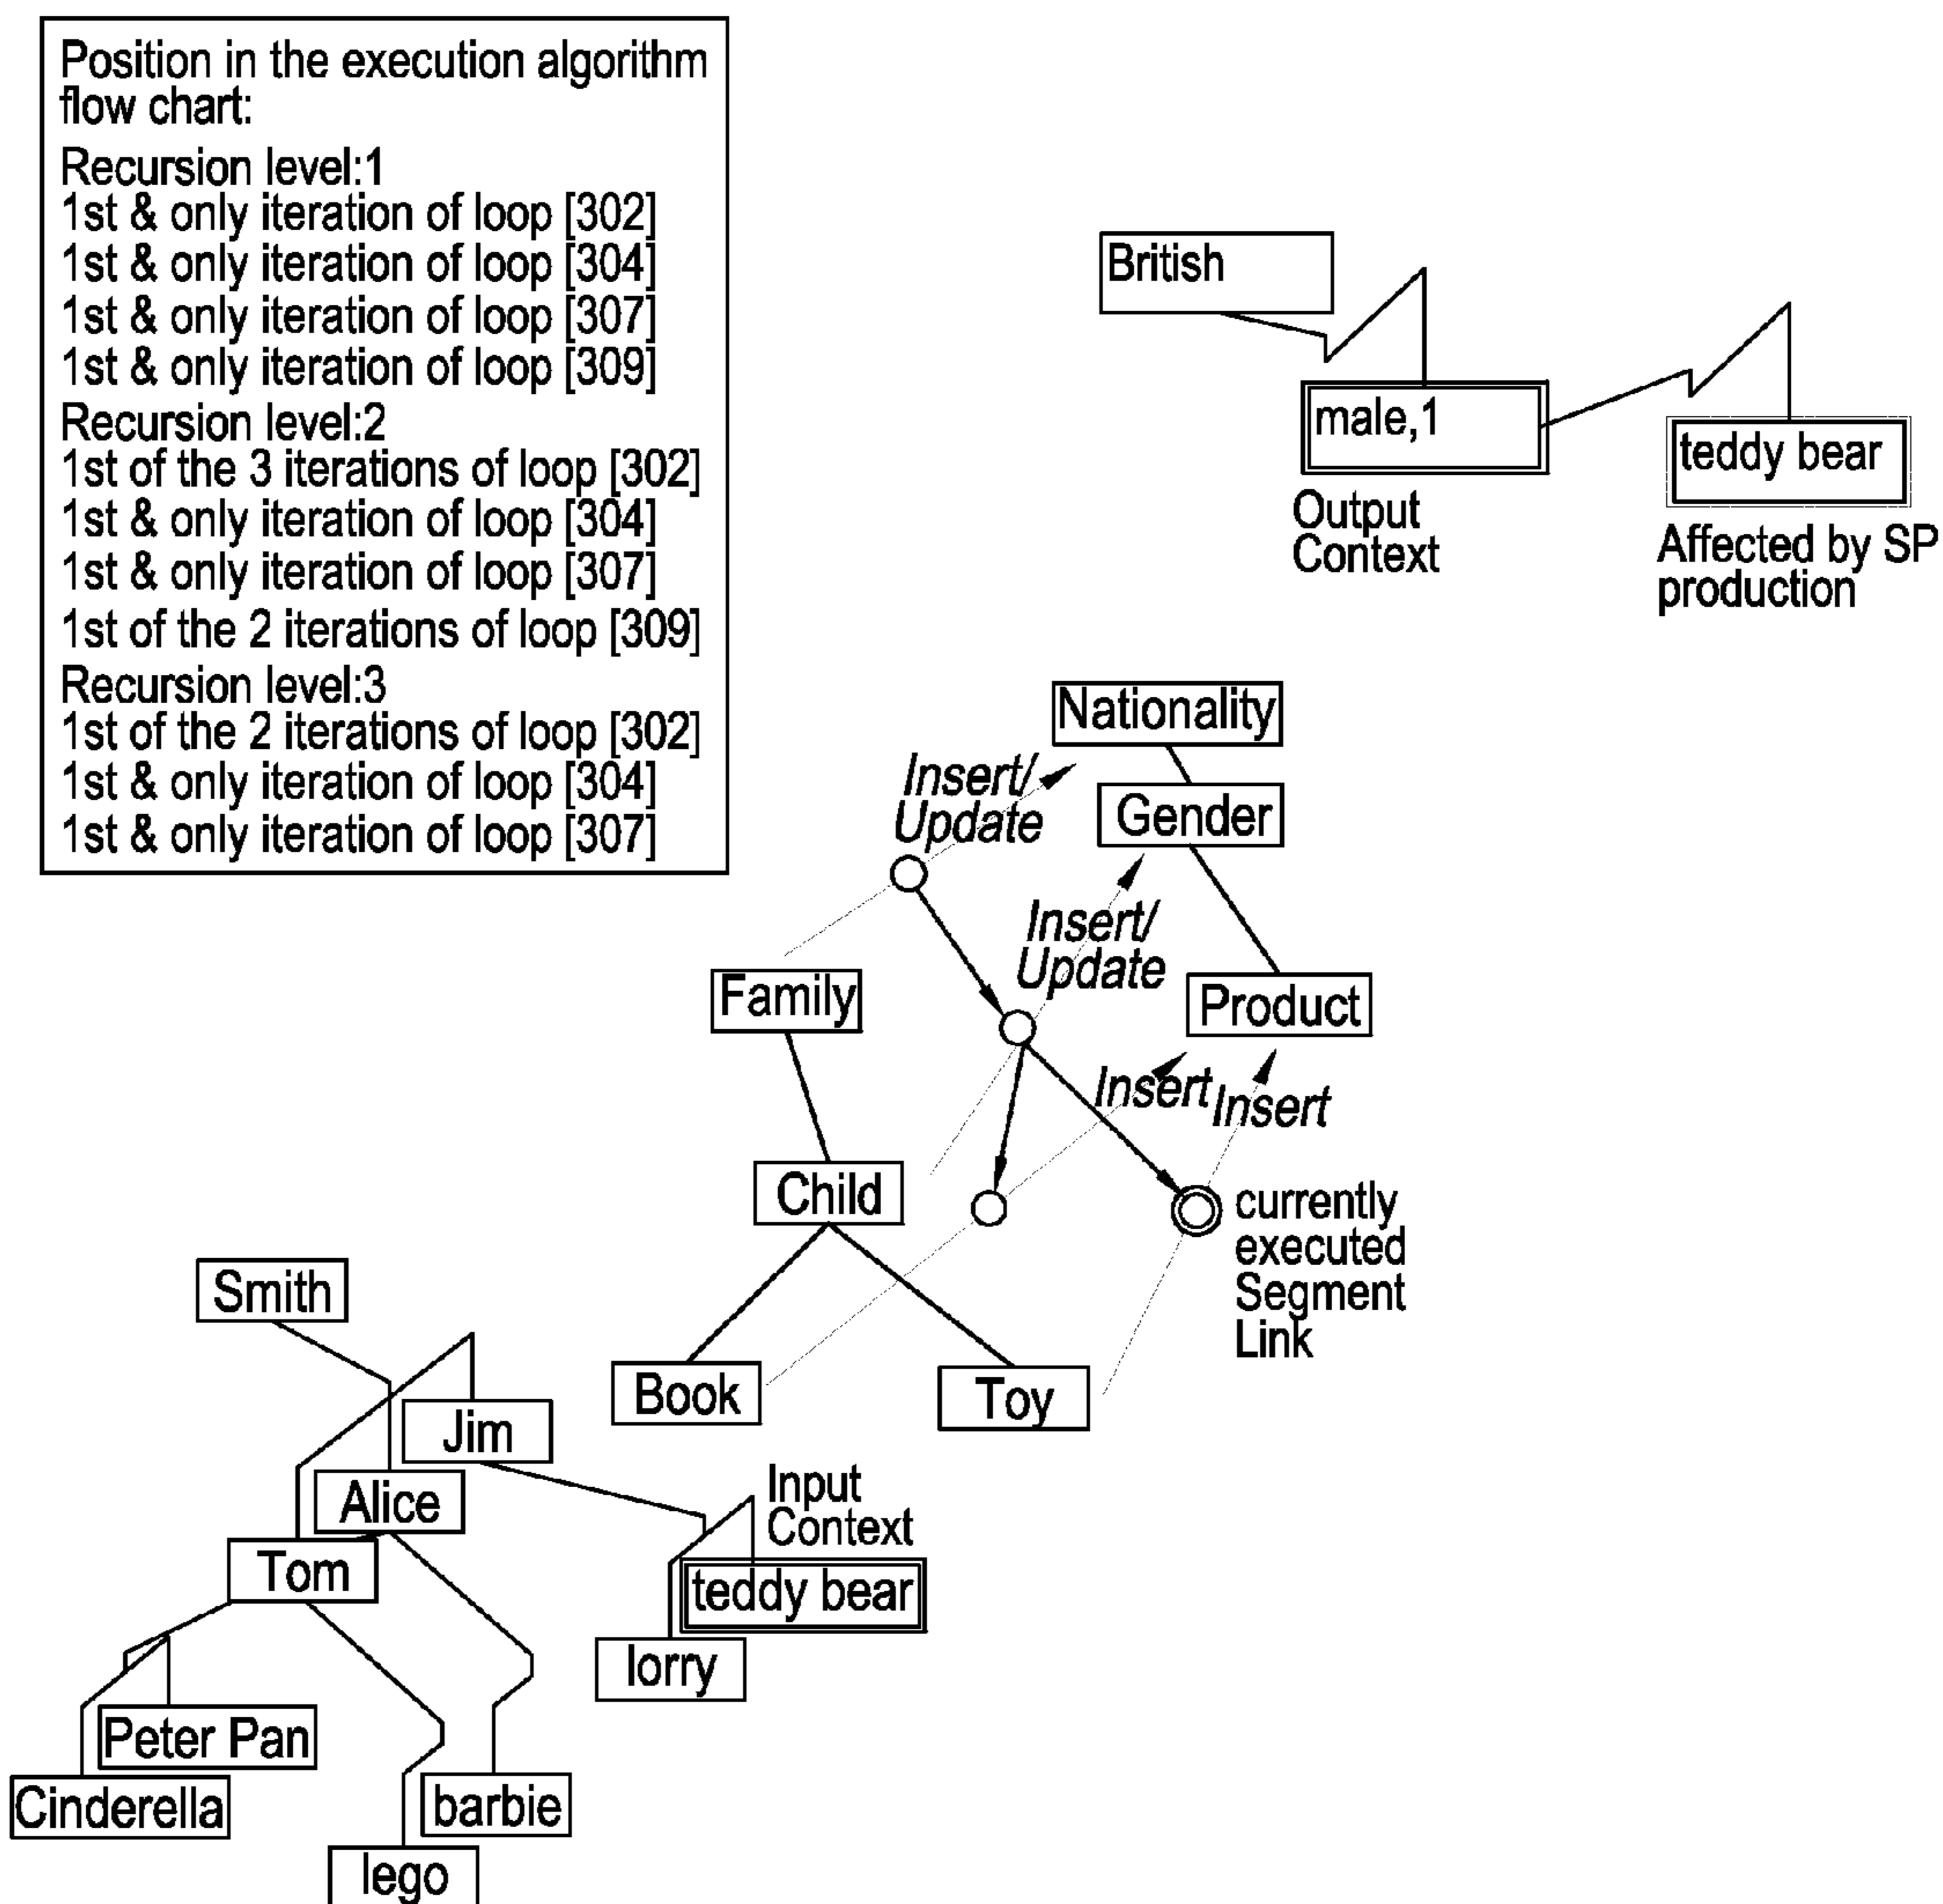 Position in the execution algorithm
flow chart:
Recursion level:1
1st & only iteration of loop [302]
1st & only iteration of loop [304]
1st & only iteration of loop [307]
1st & only iteration of loop [309]
Recursion level:2
1st of the 3 iterations of loop [302]
1st & only iteration of loop [304]
1st & only iteration of loop [307]
1st of the 2 iterations of loop [309]
Recursion level:3
1st of the 2 iterations of loop [302]
1st & only iteration of loop [304]
1st & only iteration of loop [307]
British
male,1
Output
Context
teddy bear
Affected by SP
production
Nationality
Insert/
Update
Gender
Insert/
Update
Family
Product
Insert
Insert
Child
currently
executed
Segment
Link
Book
Toy
Smith
Jim
Alice
Tom
Input
Context
teddy bear
lorry
Peter Pan
Cinderella
barbie
lego